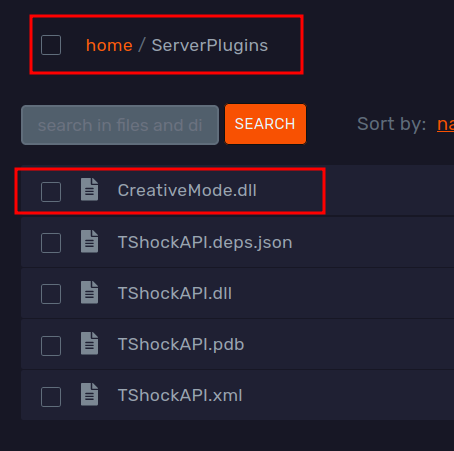 home / ServerPlugins
search in files and di SEARCH Sort by: na
CreativeMode.dll
TShockAPI.deps.json
TShockAPI.dll
TShockAPI.pdb
TShockAPI.xml